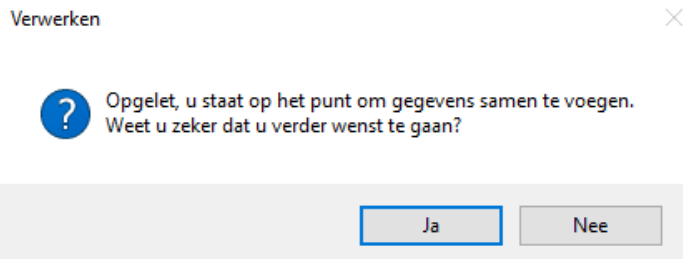 Verwerken
Opgelet, u staat op het punt om gegevens samen te voegen.
Weet u zeker dat u verder wenst te gaan?
Ja
Nee